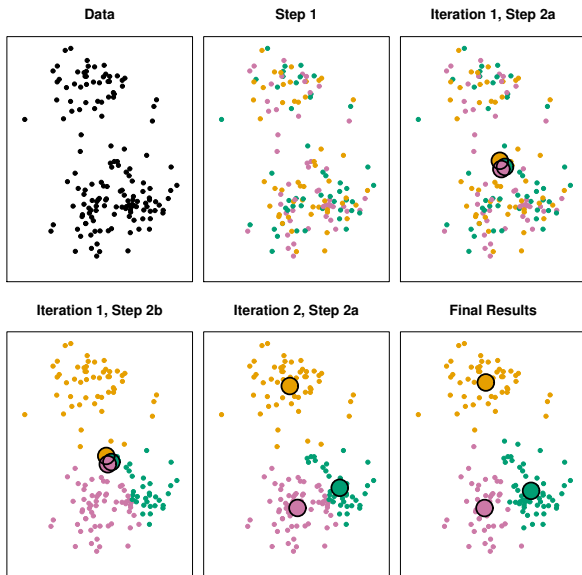 Data
Step 1
Iteration 1, Step 2a
Iteration 1, Step 2b
Iteration 2, Step 2a
Final Results